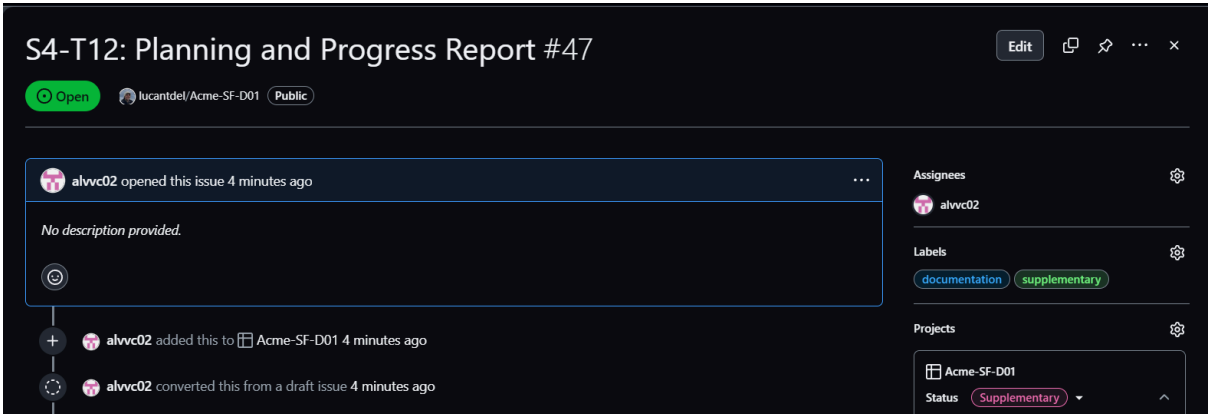 S4-T12: Planning and Progress Report #47
Edit
Open
lucantdel/Acme-SF-D01
Public
alvvc02 opened this issue 4 minutes ago
No description provided.
alvvc02 added this to Acme-SF-D01 4 minutes ago
alvvc02 converted this from a draft issue 4 minutes ago
Assignees
alvvc02
Labels
documentation supplementary
Projects
Acme-SF-D01
Status Supplementary